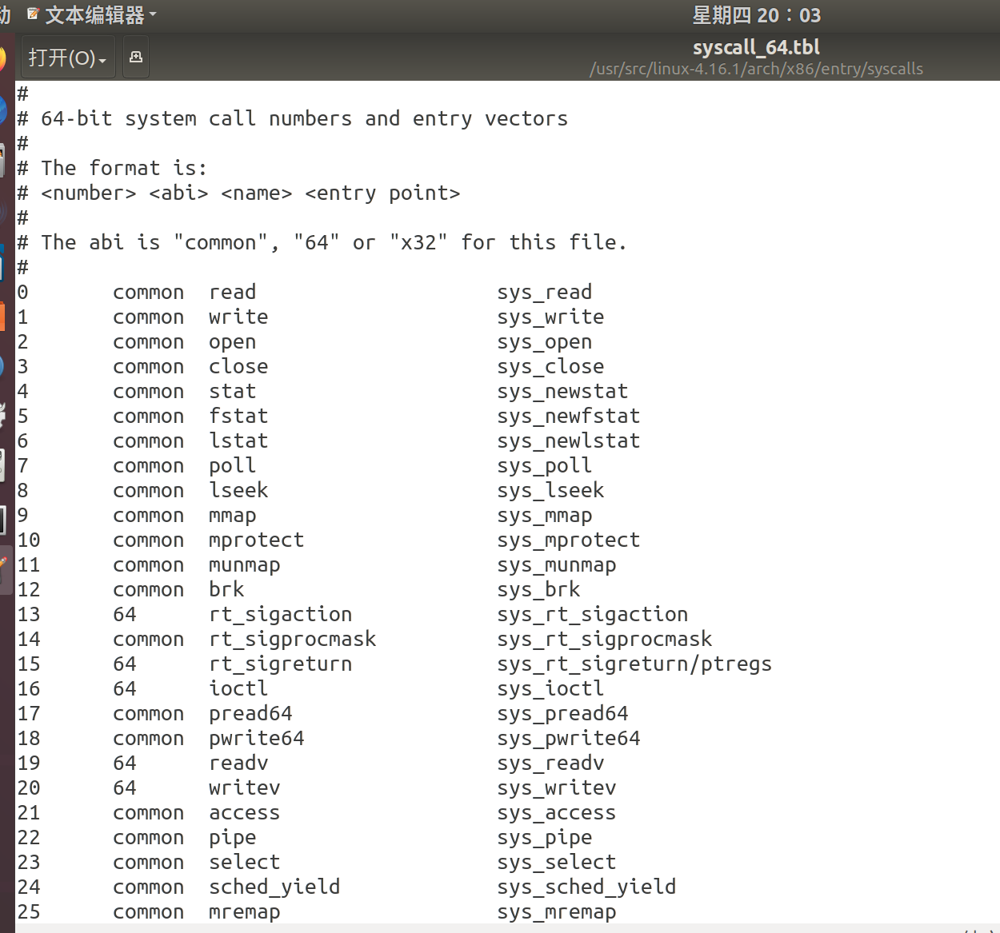 动 文本编辑器 星期四 20：03
打开(O) syscall_64.tbl
/usr/src/linux-4.16.1/arch/x86/entry/syscalls
#
# 64-bit system call numbers and entry vectors
#
# The format is:
# <number> <abi> <name> <entry point>
#
# The abi is "common", "64" or "x32" for this file.
#
0 common read sys_read
1 common write sys_write
2 common open sys_open
3 common close sys_close
4 common stat sys_newstat
5 common fstat sys_newfstat
6 common lstat sys_newlstat
7 common poll sys_poll
8 common lseek sys_lseek
9 common mmap sys_mmap
10 common mprotect sys_mprotect
11 common munmap sys_munmap
12 common brk sys_brk
13 64 rt_sigaction sys_rt_sigaction
14 common rt_sigprocmask sys_rt_sigprocmask
15 64 rt_sigreturn sys_rt_sigreturn/ptregs
16 64 ioctl sys_ioctl
17 common pread64 sys_pread64
18 common pwrite64 sys_pwrite64
19 64 readv sys_readv
20 64 writev sys_writev
21 common access sys_access
22 common pipe sys_pipe
23 common select sys_select
24 common sched_yield sys_sched_yield
25 common mremap sys_mremap